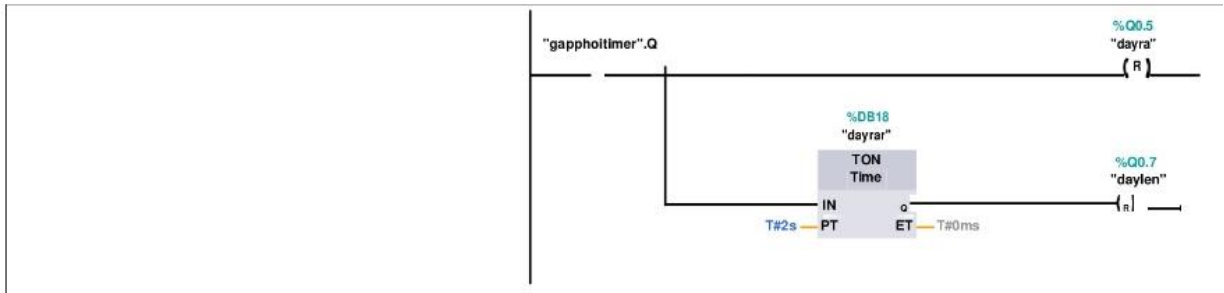 %Q0.5
"gapphoitimer".Q
"dayra"
( R )
%DB18
"dayrar"
TON
Time
%Q0.7
"daylen"
IN
Q
( R )
T#2s
PT
ET
T#0ms